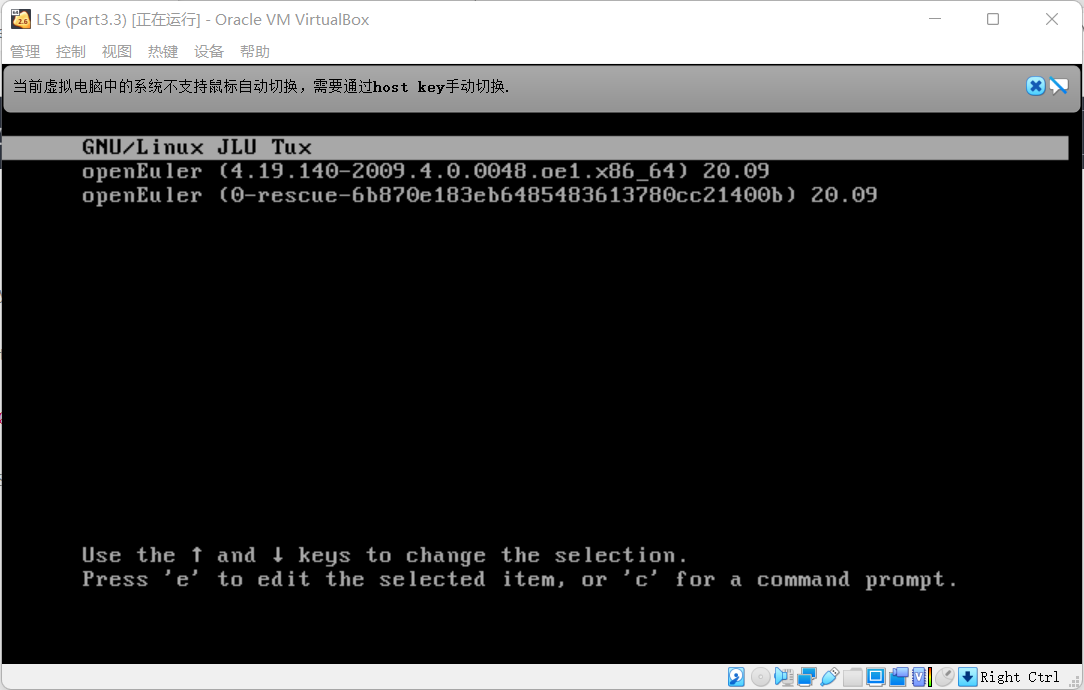 LFS (part3.3) [正在运行] - Oracle VM VirtualBox
管理 控制 视图 热键 设备 帮助
当前虚拟电脑中的系统不支持鼠标自动切换，需要通过host key手动切换.
GNU/Linux JLU Tux
openEuler (4.19.140-2009.4.0.0048.oe1.x86_64) 20.09
openEuler (0-rescue-6b870e183eb6485483613780cc21400b) 20.09
Use the ↑ and ↓ keys to change the selection.
Press 'e' to edit the selected item, or 'c' for a command prompt.
Right Ctrl